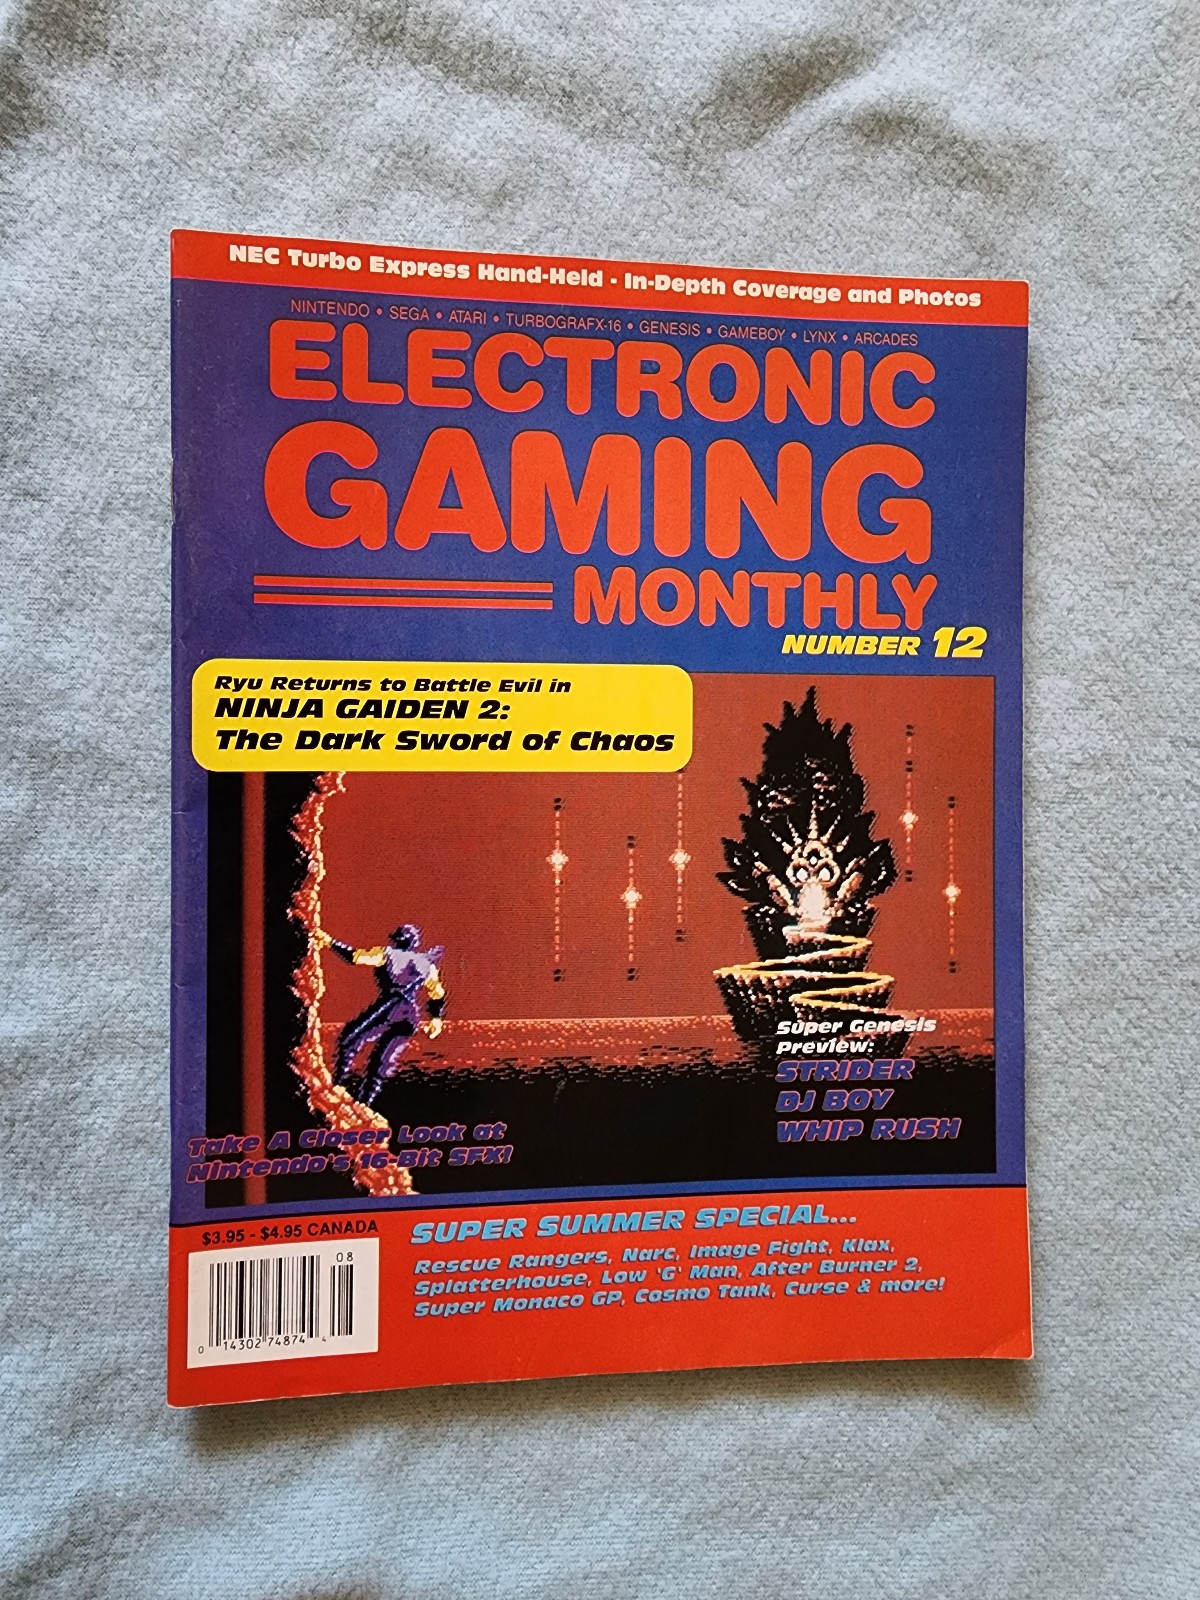 NEC Turbo Express Hand-Held - In-Depth Coverage and Photos
NINTENDO • SEGA • ATARI • TURBOGRAFX-16 • GENESIS • GAMEBOY • LYNX • ARCADES
ELECTRONIC
GAMING
MONTHLY
NUMBER 12
Ryu Returns to Battle Evil in
NINJA GAIDEN 2:
The Dark Sword of Chaos
Super Genesis
Preview:
STRIDER
DJ BOY
WHIP RUSH
Take A Closer Look at
Nintendo's 16-Bit SFX!
$3.95 - $4.95 CANADA
08
0 14302 74874 4
SUPER SUMMER SPECIAL...
Rescue Rangers, Narc, Image Fight, Klax,
Splatterhouse, Low 'G' Man, After Burner 2,
Super Monaco GP, Cosmo Tank, Curse & more!